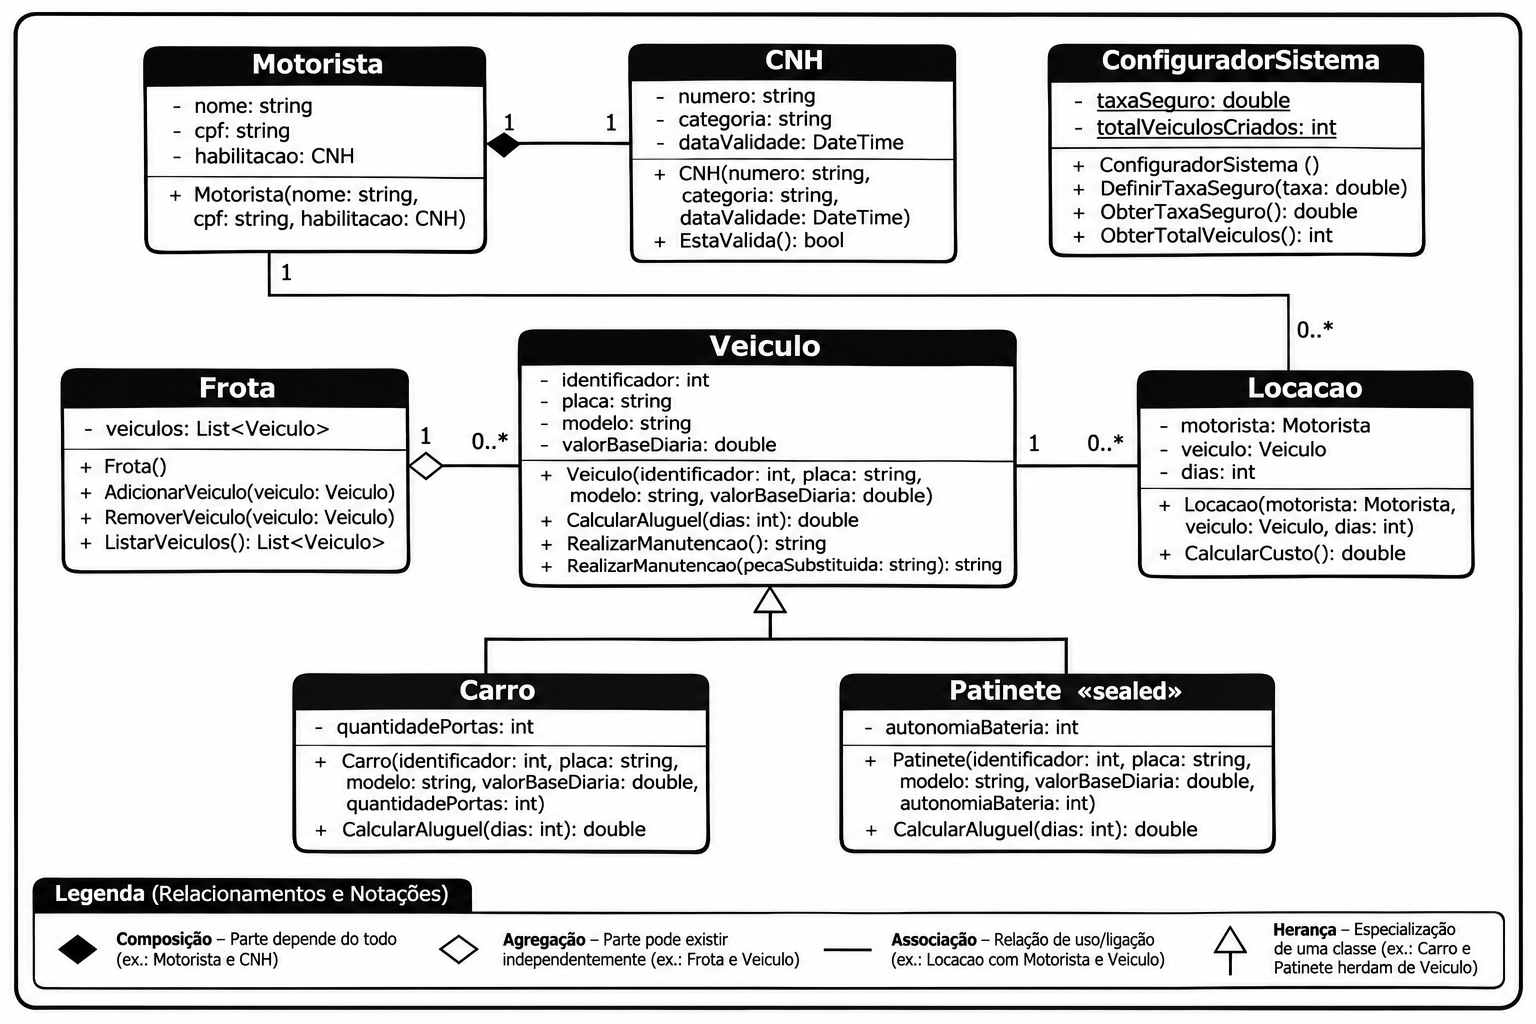 Motorista
- nome: string
- cpf: string
- habilitacao: CNH
+ Motorista(nome: string,
cpf: string, habilitacao: CNH)
1
1
CNH
- numero: string
- categoria: string
- dataValidade: DateTime
+ CNH(numero: string,
categoria: string,
dataValidade: DateTime)
+ EstaValida(): bool
ConfiguradorSistema
- taxaSeguro: double
- totalVeiculosCriados: int
+ ConfiguradorSistema ()
+ DefinirTaxaSeguro(taxa: double)
+ ObterTaxaSeguro(): double
+ ObterTotalVeiculos(): int
1
0..*
Frota
- veiculos: List<Veiculo>
+ Frota()
+ AdicionarVeiculo(veiculo: Veiculo)
+ RemoverVeiculo(veiculo: Veiculo)
+ ListarVeiculos(): List<Veiculo>
1
0..*
Veiculo
- identificador: int
- placa: string
- modelo: string
- valorBaseDiaria: double
+ Veiculo(identificador: int, placa: string,
modelo: string, valorBaseDiaria: double)
+ CalcularAluguel(dias: int): double
+ RealizarManutencao(): string
+ RealizarManutencao(pecaSubstituida: string): string
1
0..*
Locacao
- motorista: Motorista
- veiculo: Veiculo
- dias: int
+ Locacao(motorista: Motorista,
veiculo: Veiculo, dias: int)
+ CalcularCusto(): double
Carro
- quantidadePortas: int
+ Carro(identificador: int, placa: string,
modelo: string, valorBaseDiaria: double,
quantidadePortas: int)
+ CalcularAluguel(dias: int): double
Patinete «sealed»
- autonomiaBateria: int
+ Patinete(identificador: int, placa: string,
modelo: string, valorBaseDiaria: double,
autonomiaBateria: int)
+ CalcularAluguel(dias: int): double
Legenda (Relacionamentos e Notações)
Composição – Parte depende do todo
(ex.: Motorista e CNH)
Agregação – Parte pode existir
independentemente (ex.: Frota e Veiculo)
Associação – Relação de uso/ligação
(ex.: Locacao com Motorista e Veiculo)
Herança – Especialização
de uma classe (ex.: Carro e
Patinete herdam de Veiculo)